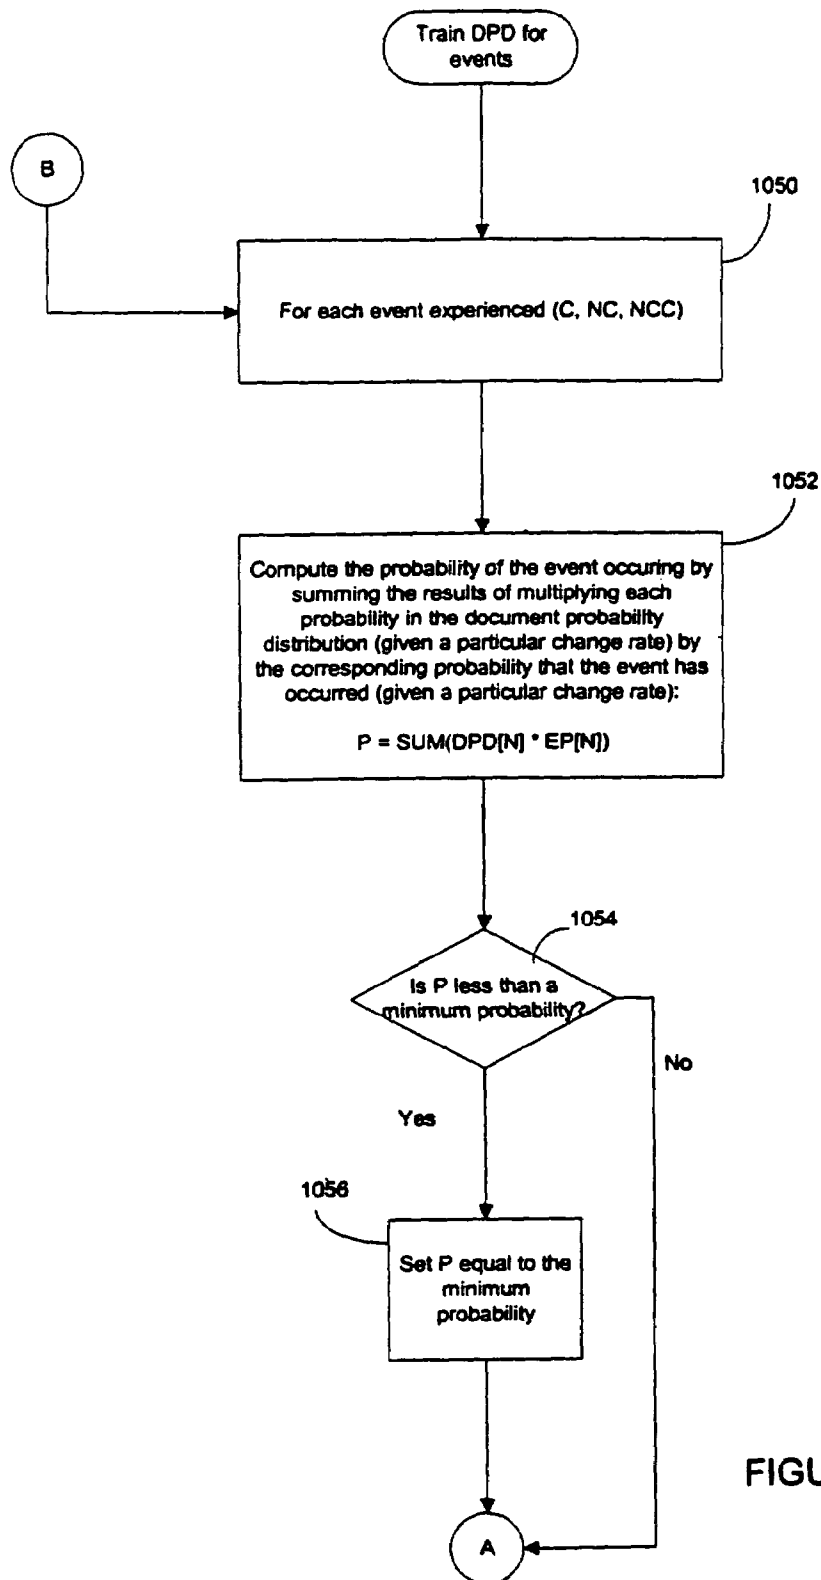 Train DPD for
events
B
1050
For each event experienced (C, NC, NCC)
1052
Compute the probability of the event occuring by
summing the results of multiplying each
probability in the document probability
distribution (given a particular change rate) by
the corresponding probability that the event has
occurred (given a particular change rate):
P = SUM(DPD[N] * EP[N])
1054
Is P less than a
minimum probability?
No
Yes
1056
Set P equal to the
minimum
probability
FIGU
A